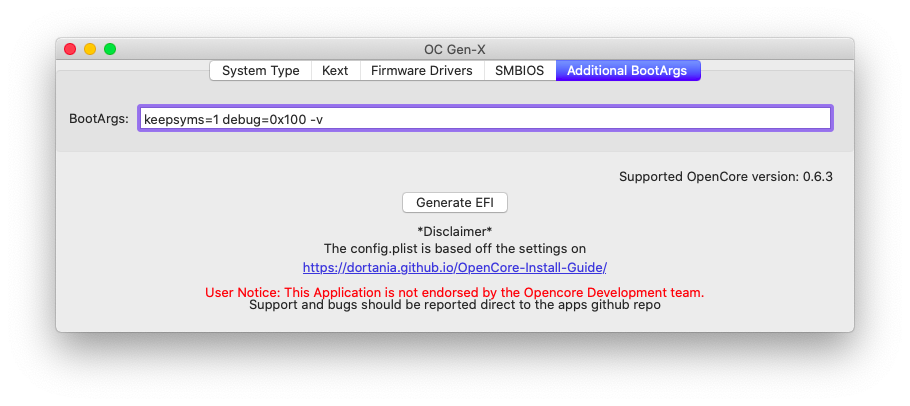 OC Gen-X
System Type Kext Firmware Drivers SMBIOS Additional BootArgs
BootArgs: keepsyms=1 debug=0x100 -v
Supported OpenCore version: 0.6.3
Generate EFI
*Disclaimer*
The config.plist is based off the settings on
https://dortania.github.io/OpenCore-Install-Guide/
User Notice: This Application is not endorsed by the Opencore Development team.
Support and bugs should be reported direct to the apps github repo